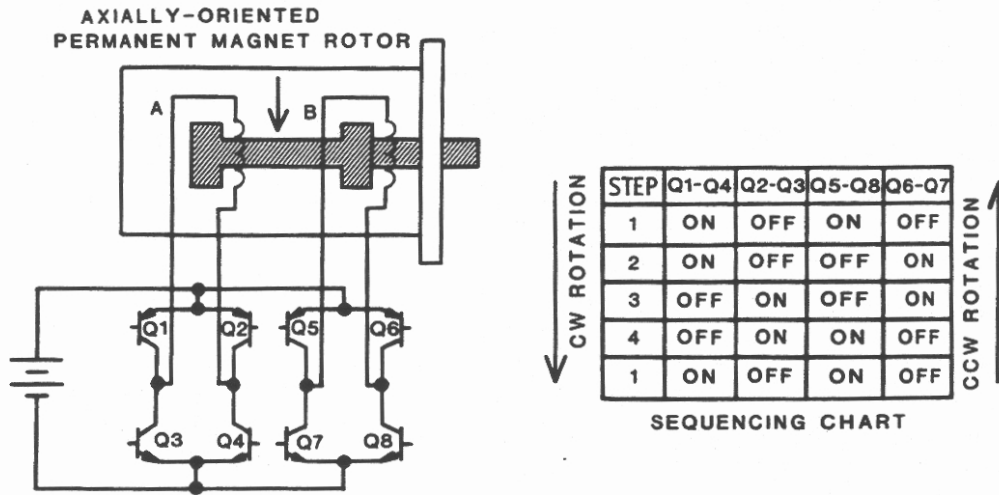 AXIALLY-ORIENTED
PERMANENT MAGNET ROTOR
A
B
Q1
Q2
Q5
Q6
Q3
Q4
Q7
Q8
CW ROTATION
STEP Q1-Q4 Q2-Q3 Q5-Q8 Q6-Q7
1 ON OFF ON OFF
2 ON OFF OFF ON
3 OFF ON OFF ON
4 OFF ON ON OFF
1 ON OFF ON OFF
CCW ROTATION
SEQUENCING CHART